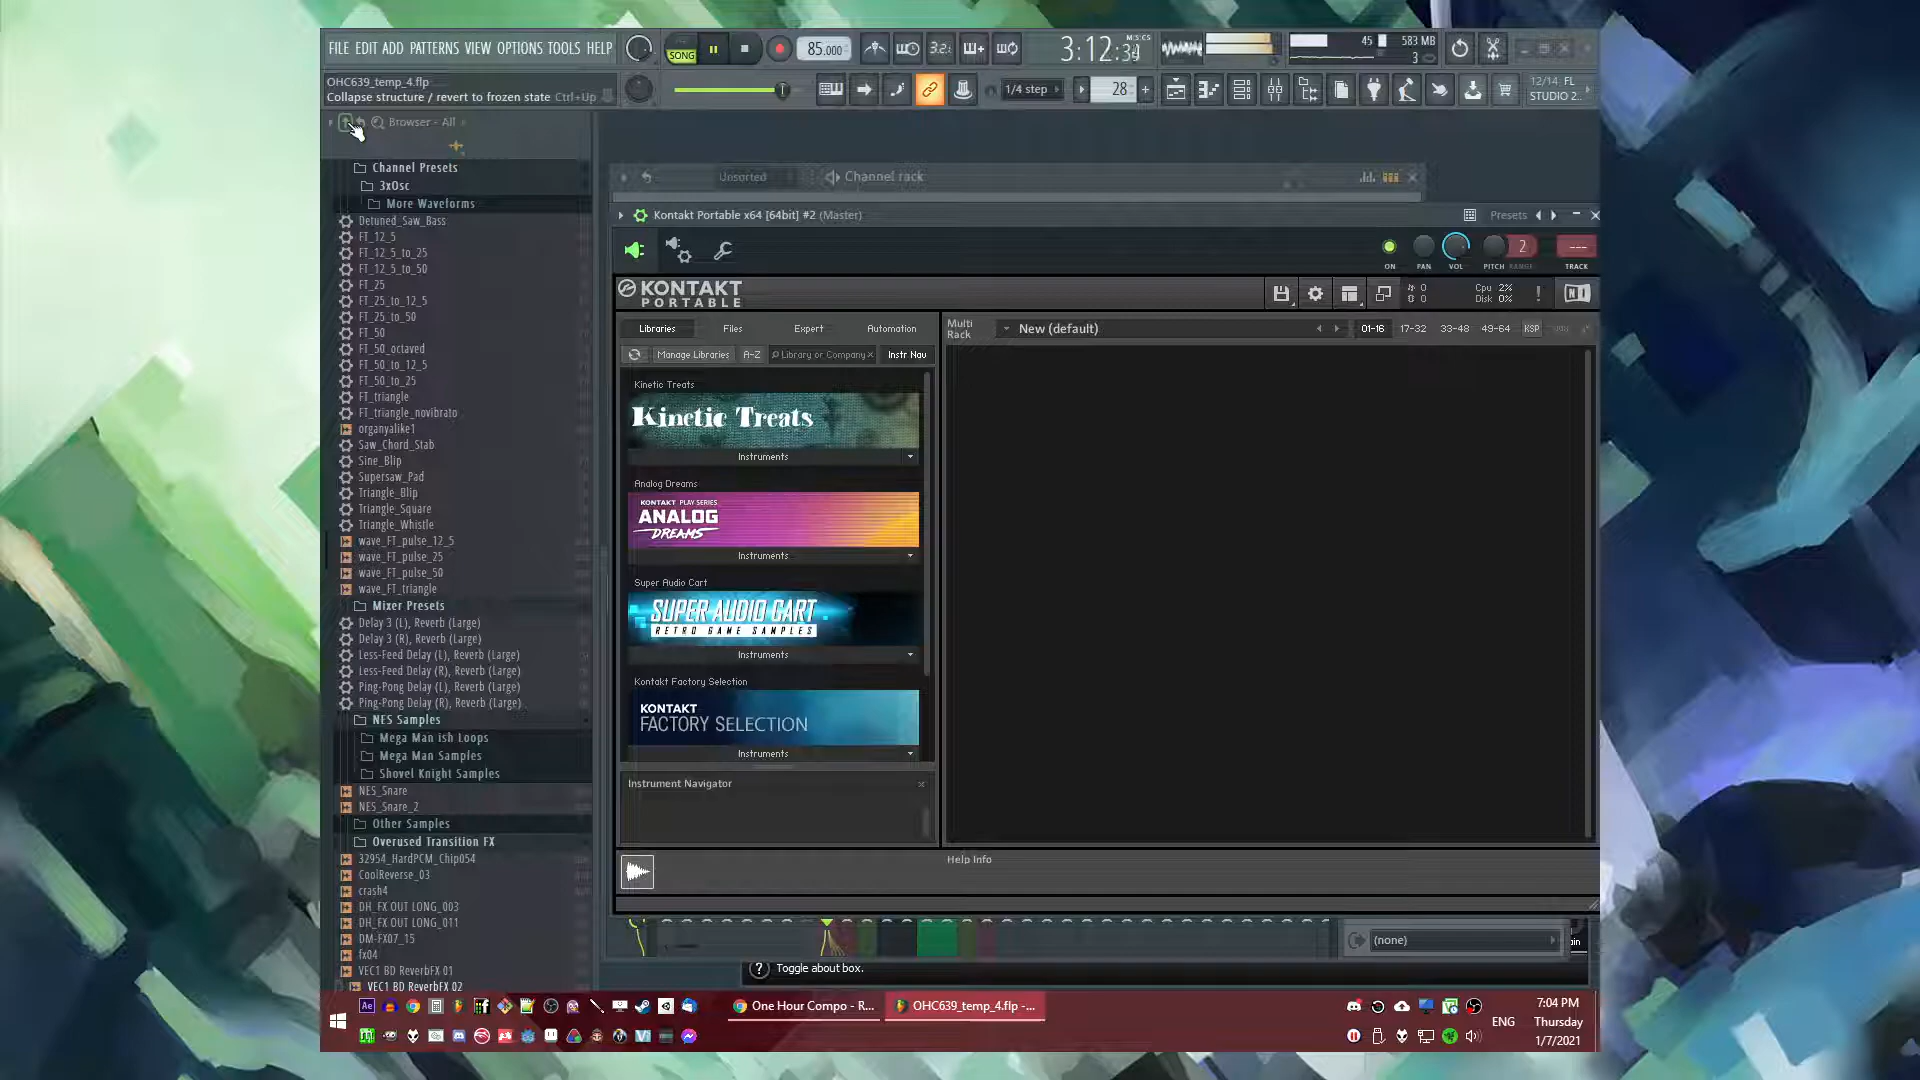 FILE EDIT ADD PATTERNS VIEW OPTIONS TOOLS HELP
SONG
85.000
3:12:34
M:S:CS
45
583 MB
3
OHC639_temp_4.flp
Collapse structure / revert to frozen state Ctrl+Up
1/4 step
28
12/14 FL
STUDIO 2..
Browser - All
Unsorted
Channel rack
Channel Presets
3xOsc
More Waveforms
Detuned_Saw_Bass
FT_12_5
FT_12_5_to_25
FT_12_5_to_50
FT_25
FT_25_to_12_5
FT_25_to_50
FT_50
FT_50_octaved
FT_50_to_12_5
FT_50_to_25
FT_triangle
FT_triangle_novibrato
organyalike1
Saw_Chord_Stab
Sine_Blip
Supersaw_Pad
Triangle_Blip
Triangle_Square
Triangle_Whistle
wave_FT_pulse_12_5
wave_FT_pulse_25
wave_FT_pulse_50
wave_FT_triangle
Mixer Presets
Delay 3 (L), Reverb (Large)
Delay 3 (R), Reverb (Large)
Less-Feed Delay (L), Reverb (Large)
Less-Feed Delay (R), Reverb (Large)
Ping-Pong Delay (L), Reverb (Large)
Ping-Pong Delay (R), Reverb (Large)
NES Samples
Mega Man ish Loops
Mega Man Samples
Shovel Knight Samples
NES_Snare
NES_Snare_2
Other Samples
Overused Transition FX
32954_HardPCM_Chip054
CoolReverse_03
crash4
DH_FX OUT LONG_003
DH_FX OUT LONG_011
DM-FX07_15
fx04
VEC1 BD ReverbFX 01
VEC1 BD ReverbFX 02
Kontakt Portable x64 [64bit] #2 (Master)
Presets
ON
PAN
VOL
PITCH
RANGE
2
---
TRACK
KONTAKT
PORTABLE
Cpu 2%
Disk 0%
0
0
Libraries
Files
Expert
Automation
Manage Libraries
A-Z
Library or Company
Instr Nav
Multi
Rack
New (default)
01-16
17-32
33-48
49-64
KSP
Kinetic Treats
Kinetic Treats
Instruments
Analog Dreams
KONTAKT PLAY SERIES
ANALOG
DREAMS
Instruments
Super Audio Cart
SUPER AUDIO CART
RETRO GAME SAMPLES
Instruments
Kontakt Factory Selection
KONTAKT
FACTORY SELECTION
Instruments
Instrument Navigator
Help Info
(none)
Toggle about box.
One Hour Compo - R...
OHC639_temp_4.flp -...
ENG
7:04 PM
Thursday
1/7/2021